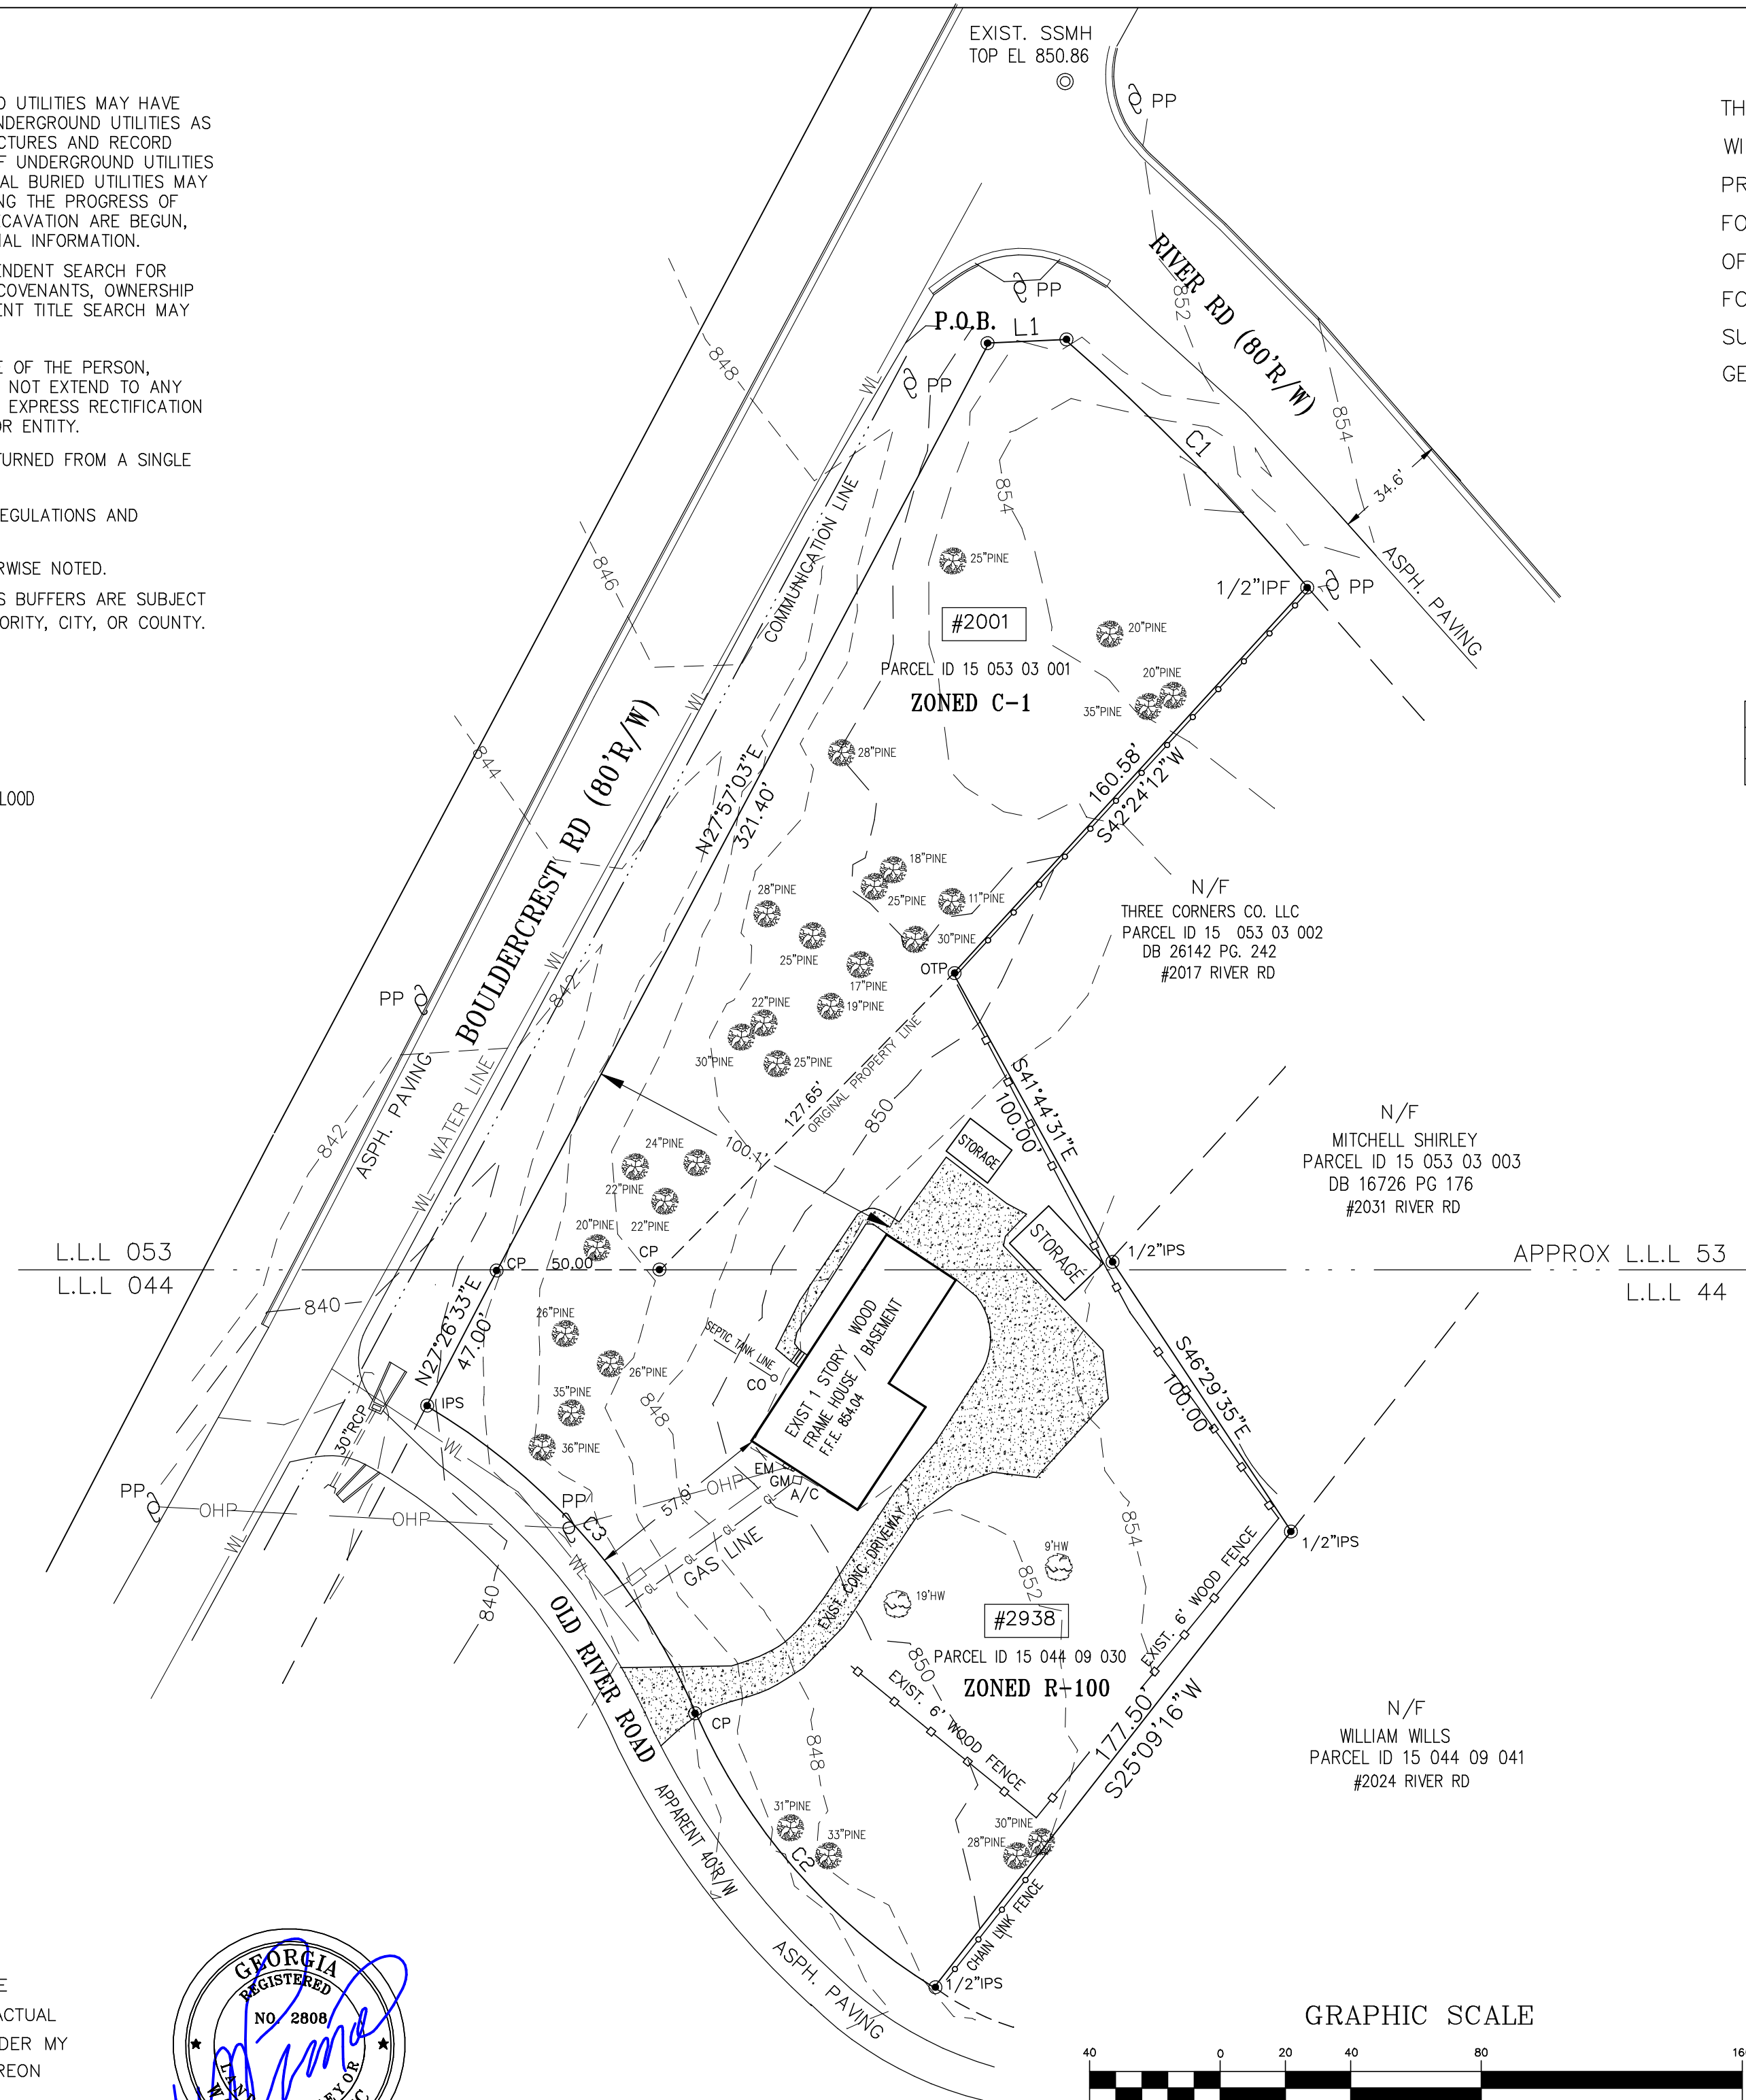 EXIST. SSMH
TOP EL 850.86
UTILITIES MAY HAVE
UNDERGROUND UTILITIES AS
AND RECORD
UNDERGROUND UTILITIES
BURIED UTILITIES MAY
THE PROGRESS OF
ARE BEGUN,
INFORMATION.
SEARCH FOR
COVENANTS, OWNERSHIP
TITLE SEARCH MAY
OF THE PERSON,
NOT EXTEND TO ANY
EXPRESS RECTIFICATION
OR ENTITY.
FROM A SINGLE
AND
NOTED.
BUFFERS ARE SUBJECT
CITY, OR COUNTY.
LOOD
TH
WI
PR
FO
OF
FO
SU
GE
PP
RIVER RD (80'R/W)
852
PP
P.O.B.
L1
848
WL
PP
C1
854
34.6'
854
ASPH. PAVING
COMMUNICATION LINE
846
25"PINE
1/2"IPF
PP
#2001
20"PINE
PARCEL ID 15 053 03 001
ZONED C-1
20"PINE
35"PINE
WL
844
28"PINE
BOULDERCREST RD (80'R/W)
N27°57'03"E
321.40'
160.58'
S42°24'12"W
18"PINE
28"PINE
25"PINE
11"PINE
30"PINE
25"PINE
17"PINE
OTP
N/F
THREE CORNERS CO. LLC
PARCEL ID 15 053 03 002
DB 26142 PG. 242
#2017 RIVER RD
WL
842
PP
22"PINE
19"PINE
30"PINE
25"PINE
127.65'
ORIGINAL PROPERTY LINE
850
S41°44'31"E
100.00'
ASPH. PAVING
WATER LINE
842
100.1'
24"PINE
22"PINE
22"PINE
STORAGE
N/F
MITCHELL SHIRLEY
PARCEL ID 15 053 03 003
DB 16726 PG 176
#2031 RIVER RD
WL
20"PINE
CP
STORAGE
1/2"IPS
L.L.L 053
L.L.L 044
CP
50.00'
APPROX L.L.L 53
L.L.L 44
840
N27°26'33"E
47.00'
26"PINE
SEPTIC TANK LINE
CO
EXIST 1 STORY WOOD
FRAME HOUSE / BASEMENT
F.F.E. 854.04
26"PINE
35"PINE
848
IPS
S46°29'35"E
100.00'
30"RCP
WL
36"PINE
EM
GM
A/C
OHP
57.9'
PP
OHP
OHP
PP
C3
WL
WL
GL
GL
GL
GAS LINE
854
1/2"IPS
840
9'HW
852
19'HW
EXIST. CONC. DRIVEWAY
OLD RIVER ROAD
#2938
PARCEL ID 15 044 09 030
ZONED R-100
850
EXIST. 6' WOOD FENCE
EXIST. 6' WOOD FENCE
177.50'
S25°09'16"W
CP
N/F
WILLIAM WILLS
PARCEL ID 15 044 09 041
#2024 RIVER RD
848
APPARENT 40'R/W
31"PINE
33"PINE
30"PINE
28"PINE
C2
CHAIN LINK FENCE
ASPH. PAVING
1/2"IPS
GEORGIA
REGISTERED
NO. 2808
E
ACTUAL
MY
GRAPHIC SCALE
40 0 20 40 80